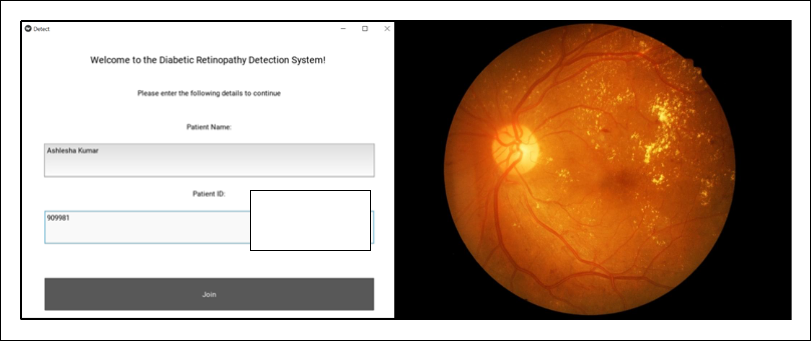 Detect
Welcome to the Diabetic Retinopathy Detection System!
Please enter the following details to continue
Patient Name:
Ashlesha Kumar
Patient ID:
909981
Join